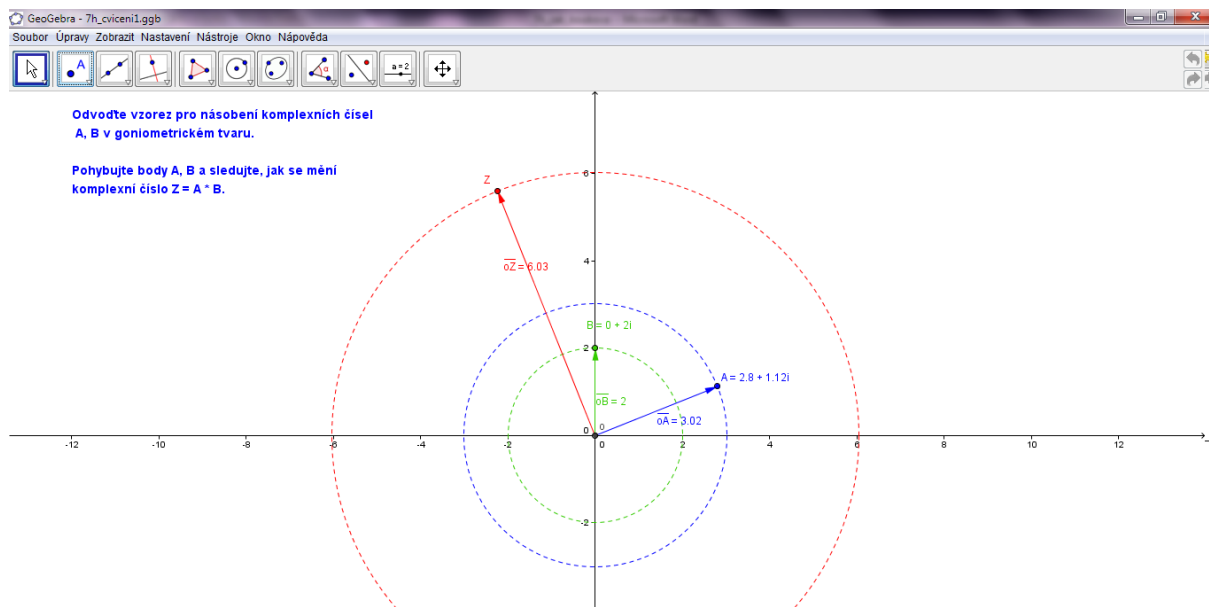 GeoGebra - 7h_cviceni1.ggb
Soubor Úpravy Zobrazit Nastavení Nástroje Okno Nápověda
A
α
a = 2
Odvoďte vzorez pro násobení komplexních čísel
A, B v goniometrickém tvaru.
Pohybujte body A, B a sledujte, jak se mění
komplexní číslo Z = A * B.
Z
6
oZ = 6.03
4
B = 0 + 2i
2
A = 2.8 + 1.12i
oB = 2
oA = 3.02
0 o
-12 -10 -8 -6 -4 -2 0 2 4 6 8 10 12
-2